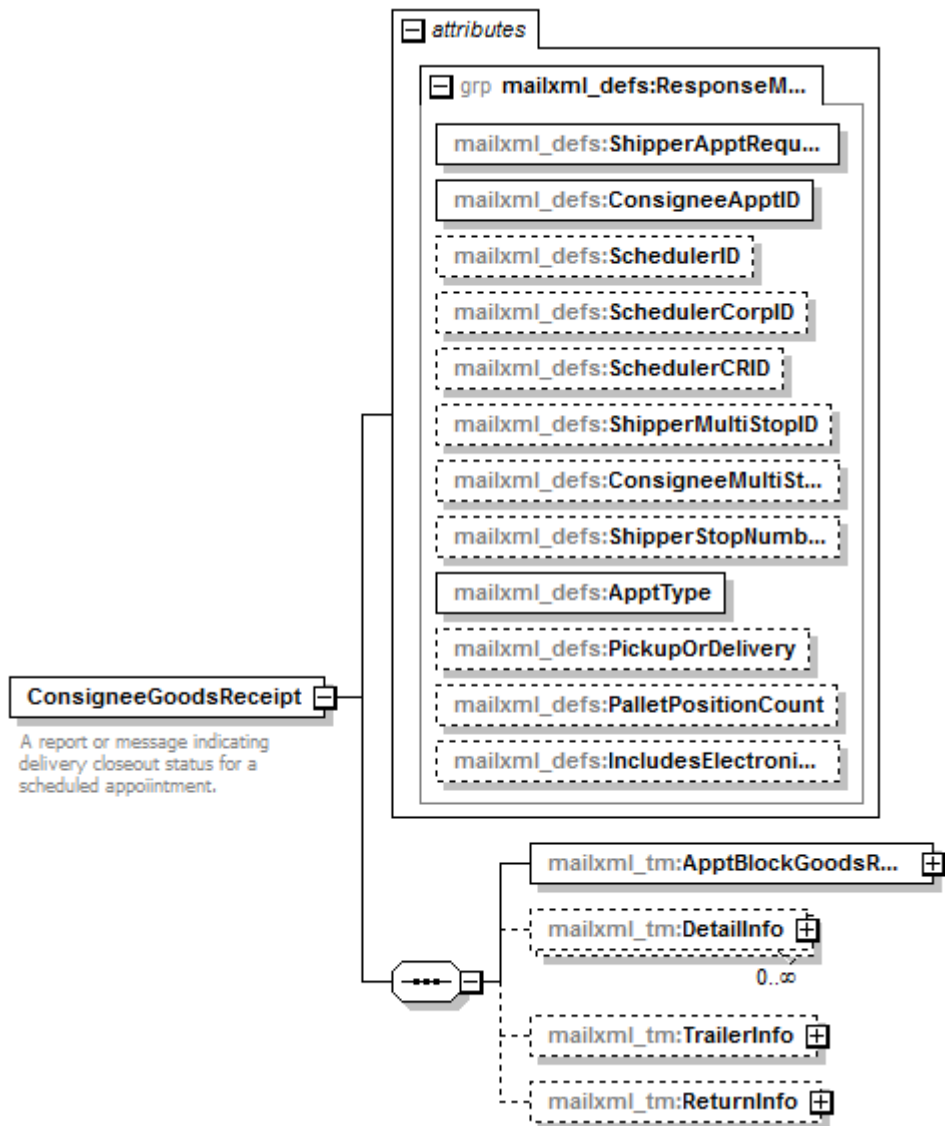 attributes
grp mailxml_defs:ResponseM...
mailxml_defs:ShipperApptRequ...
mailxml_defs:ConsigneeApptID
mailxml_defs:SchedulerID
mailxml_defs:SchedulerCorpID
mailxml_defs:SchedulerCRID
mailxml_defs:ShipperMultiStopID
mailxml_defs:ConsigneeMultiSt...
mailxml_defs:ShipperStopNumb...
mailxml_defs:ApptType
mailxml_defs:PickupOrDelivery
mailxml_defs:PalletPositionCount
mailxml_defs:IncludesElectroni...
ConsigneeGoodsReceipt
A report or message indicating
delivery closeout status for a
scheduled appoiintment.
mailxml_tm:ApptBlockGoodsR...
mailxml_tm:DetailInfo
0..∞
mailxml_tm:TrailerInfo
mailxml_tm:ReturnInfo